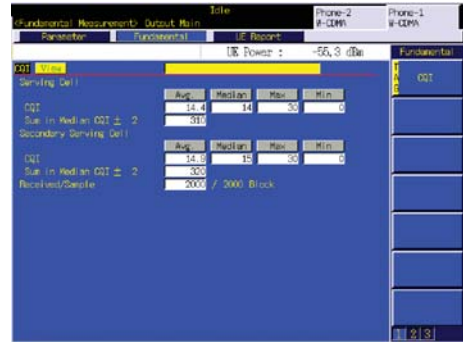 Idle
<Fundamental Measurement> Output Main
Phone-2 W-CDMA
Phone-1 W-CDMA
Parameter Fundamental UE Report
UE Power : -55.3 dBm
Fundamental
CQI View
TAG CQI
Serving Cell
Avg. Median Max Min
CQI 14.4 14 30 0
Sum in Median CQI ± 2 310
Secondary Serving Cell
Avg. Median Max Min
CQI 14.8 15 30 0
Sum in Median CQI ± 2 320
Received/Sample 2000 / 2000 Block
1 2 3